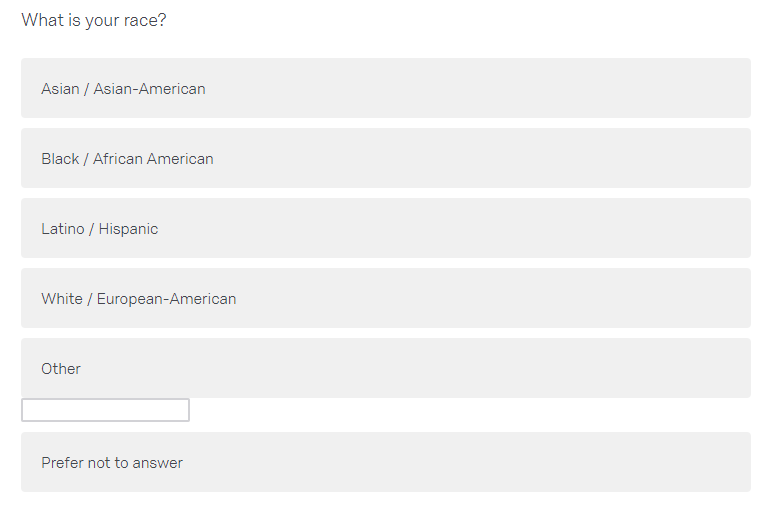 What is your race?
Asian / Asian-American
Black / African American
Latino / Hispanic
White / European-American
Other
Prefer not to answer